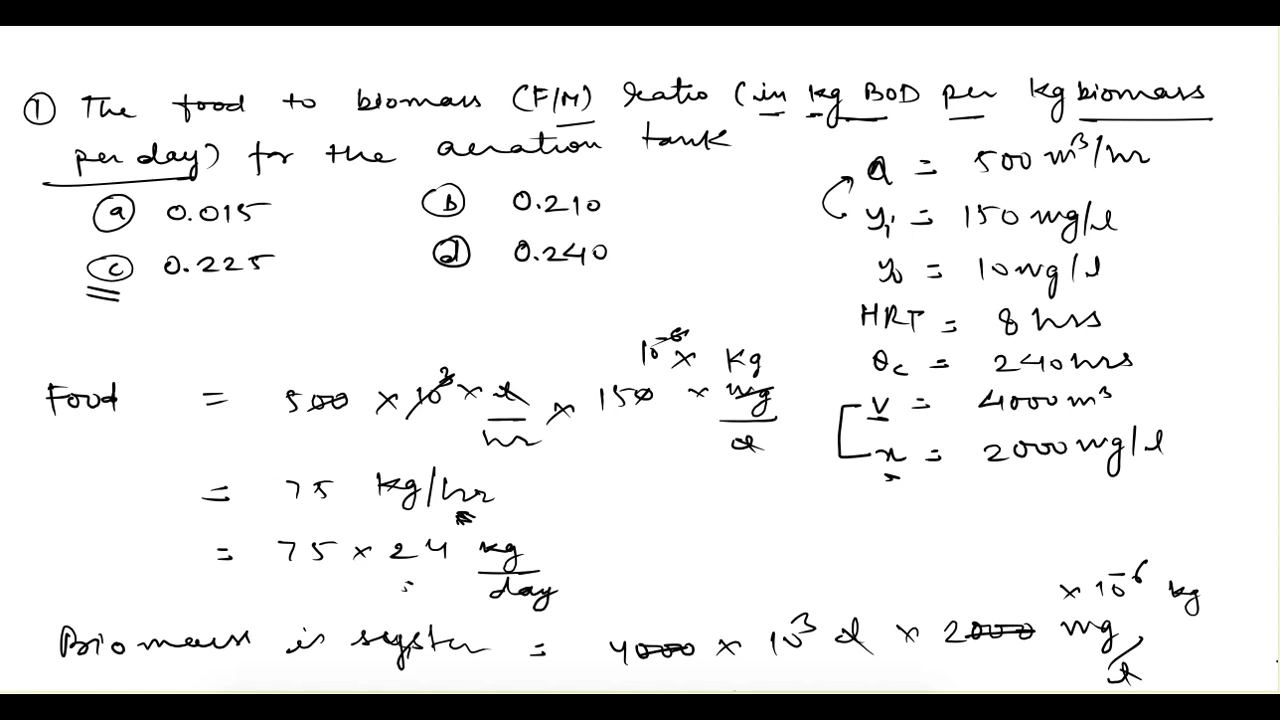 ① The food to biomass (F/M) ratio (in kg BOD per kg biomass
per day) for the aeration tank
ⓐ 0.015 ⓑ 0.210
ⓒ 0.225 ⓓ 0.240
Q = 500 m³/hr
yi = 150 mg/l
y0 = 10 mg/l
HRT = 8 hrs
θc = 240 hrs
V = 4000 m³
x = 2000 mg/l
Food = 500 × 10³ × l/hr × 150 × mg/l 10⁻⁶ × kg
= 75 kg/hr
= 75 × 24 kg/day
Biomass is system = 4000 × 10³ l × 2000 mg/l × 10⁻⁶ kg